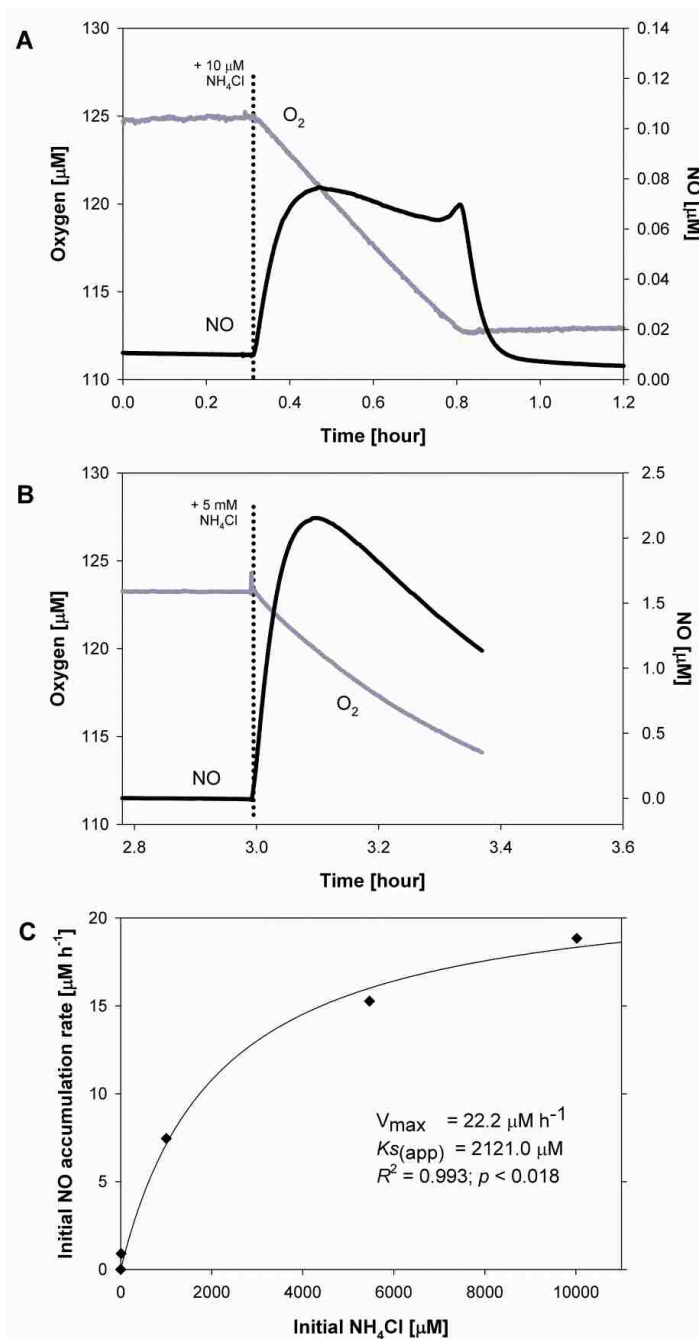 A
130
125
120
115
110
Oxygen [µM]
+ 10 µM
NH4Cl
O2
NO
0.14
0.12
0.10
0.08
0.06
0.04
0.02
0.00
NO [µM]
0.0 0.2 0.4 0.6 0.8 1.0 1.2
Time [hour]
B
130
125
120
115
110
Oxygen [µM]
+ 5 mM
NH4Cl
O2
NO
2.5
2.0
1.5
1.0
0.5
0.0
NO [µM]
2.8 3.0 3.2 3.4 3.6
Time [hour]
C
20
15
10
5
0
Initial NO accumulation rate [µM h-1]
Vmax = 22.2 µM h-1
Ks(app) = 2121.0 µM
R2 = 0.993; p < 0.018
0 2000 4000 6000 8000 10000
Initial NH4Cl [µM]